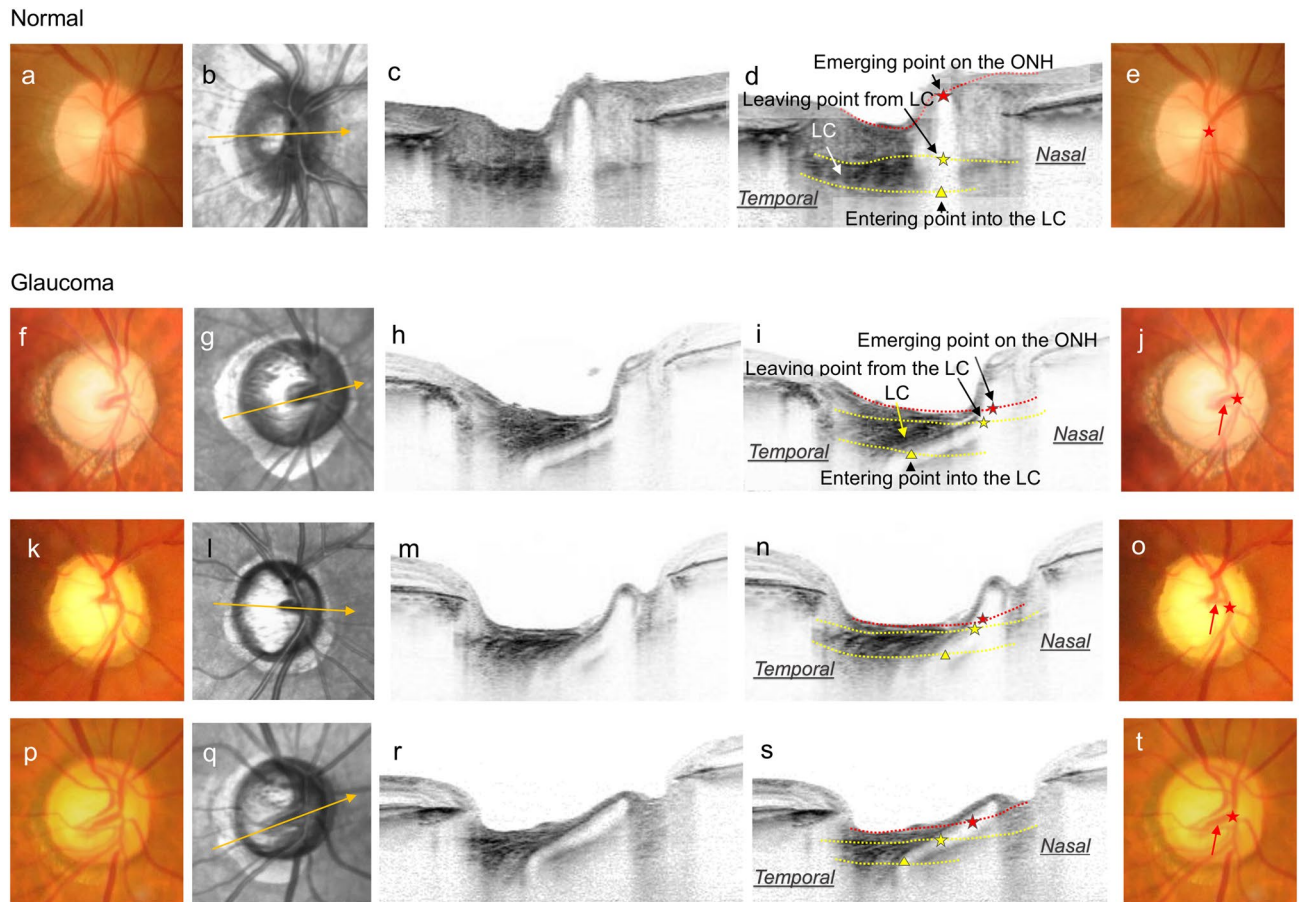 Normal
a
b
c
d
Emerging point on the ONH
Leaving point from LC
LC
Nasal
Temporal
Entering point into the LC
e
Glaucoma
f
g
h
i
Emerging point on the ONH
Leaving point from the LC
LC
Temporal
Nasal
Entering point into the LC
j
k
l
m
n
Nasal
Temporal
o
p
q
r
s
Nasal
Temporal
t